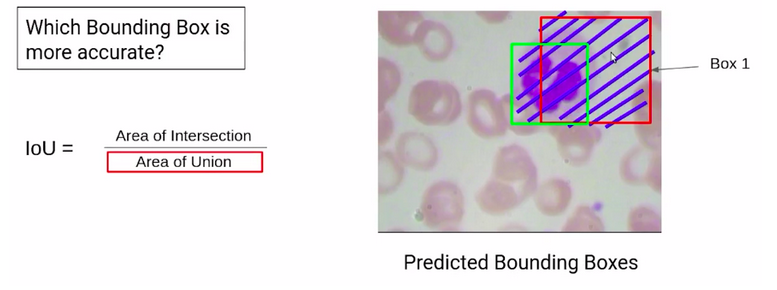 Which Bounding Box is
more accurate?
IoU =
Area of Intersection
Area of Union
Box 1
Predicted Bounding Boxes